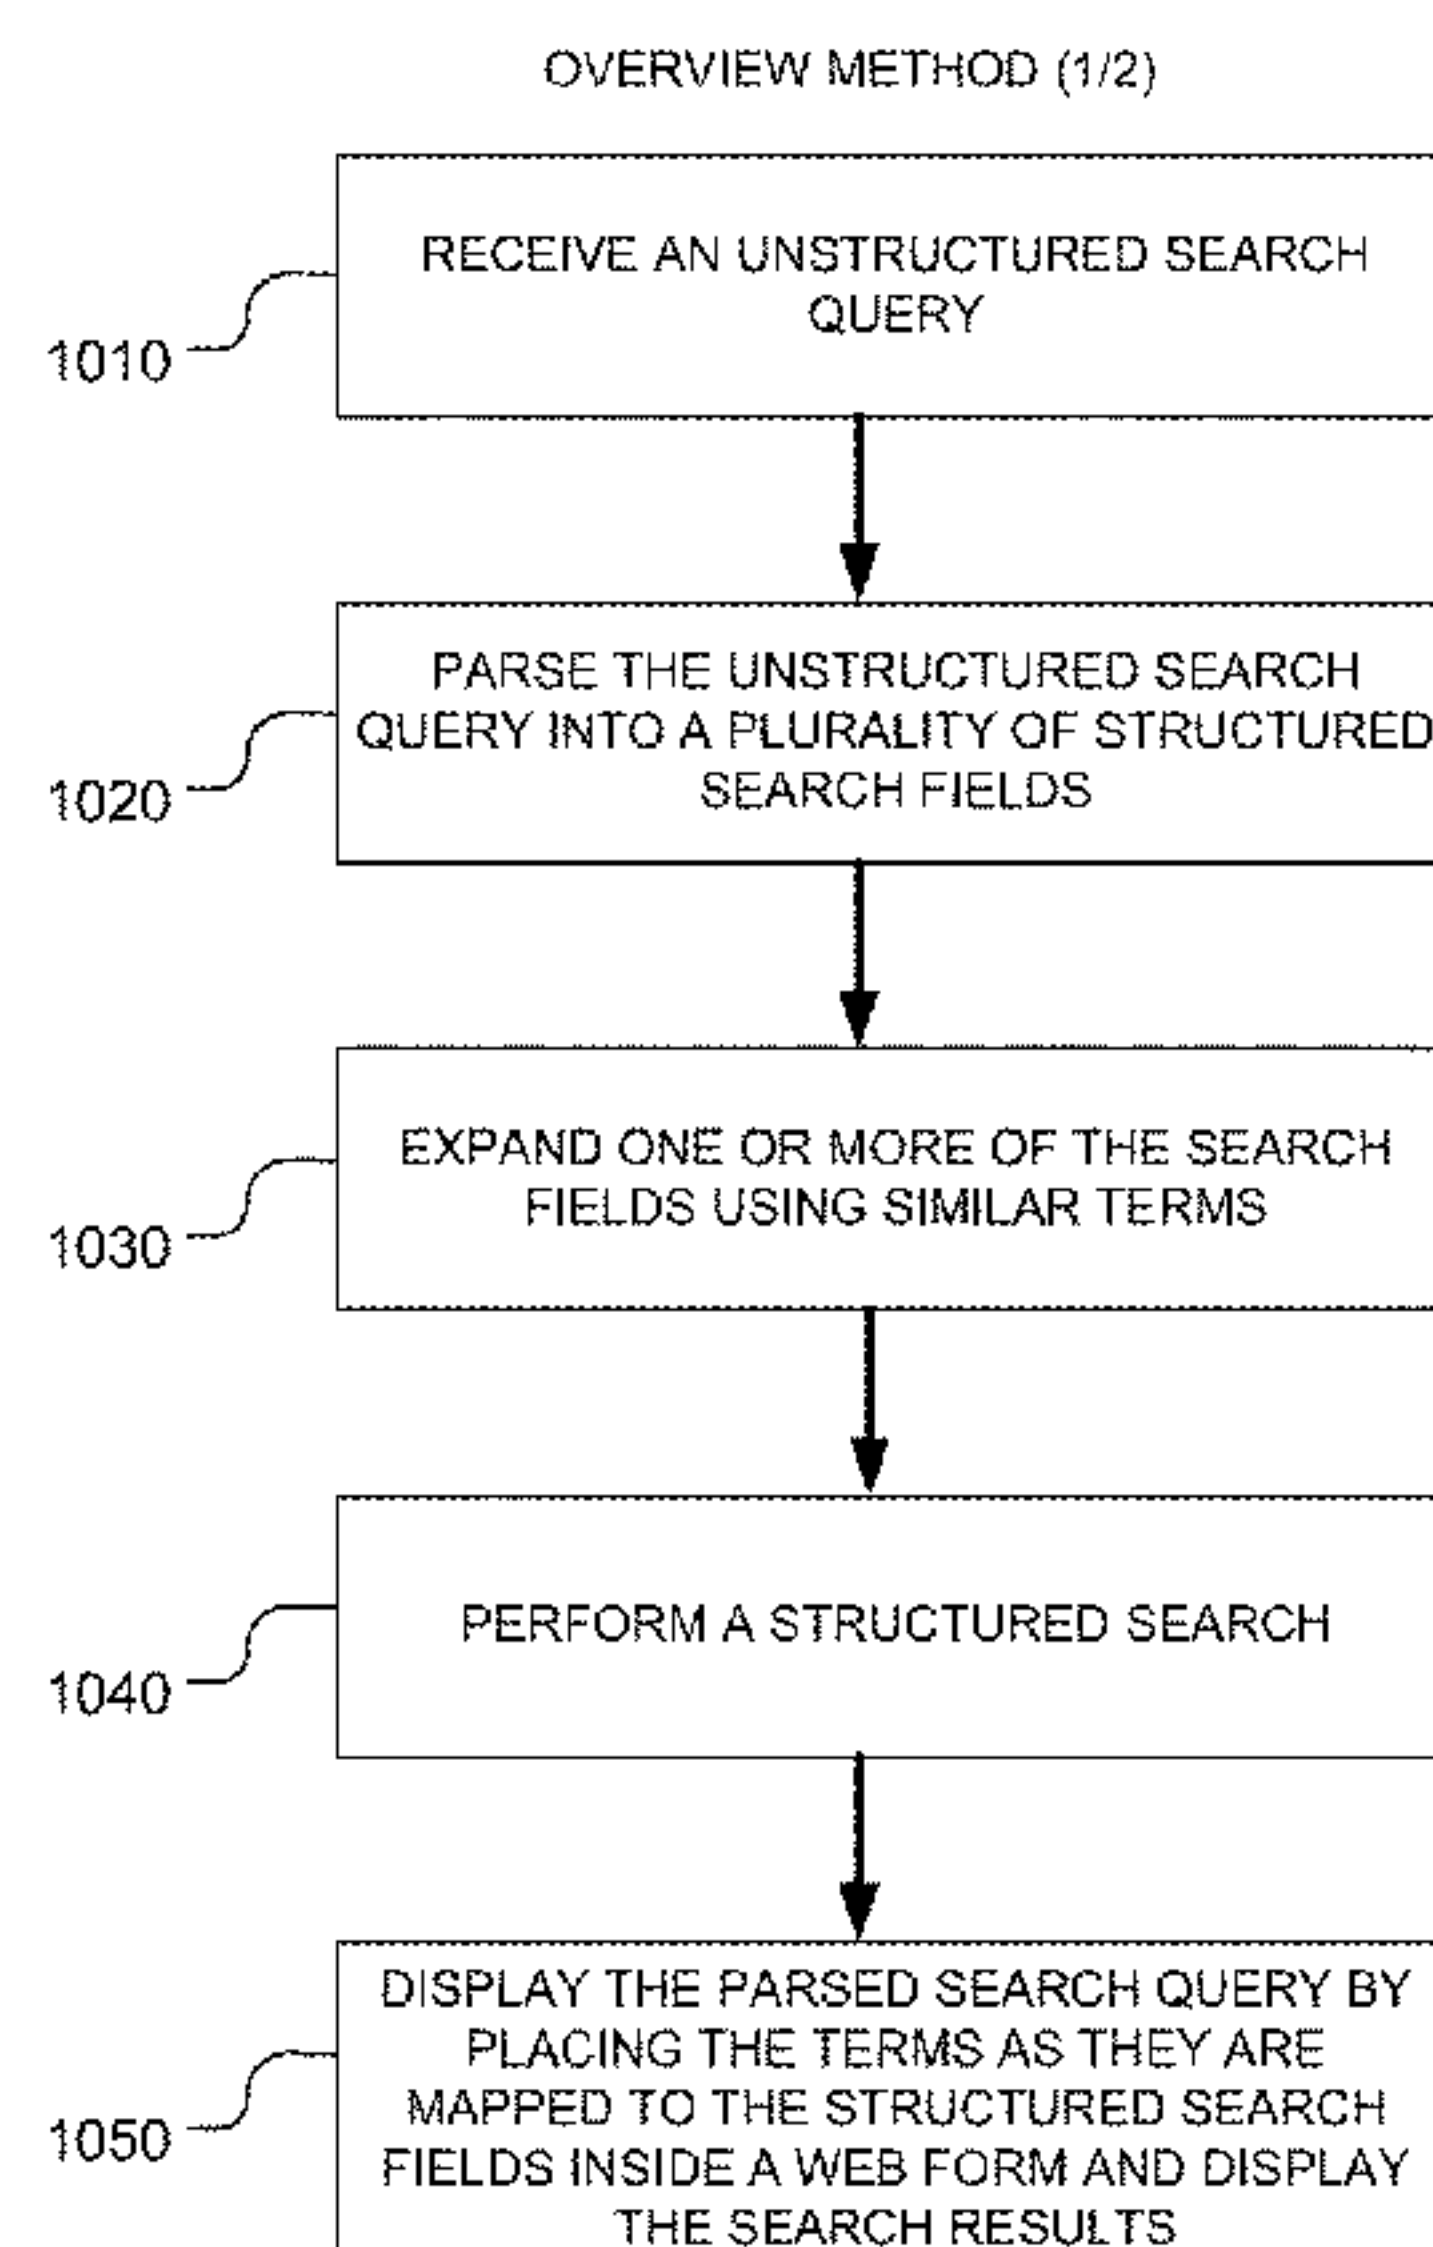 OVERVIEW METHOD (1/2)
RECEIVE AN UNSTRUCTURED SEARCH
QUERY
1010
PARSE THE UNSTRUCTURED SEARCH
QUERY INTO A PLURALITY OF STRUCTURED
SEARCH FIELDS
1020
EXPAND ONE OR MORE OF THE SEARCH
FIELDS USING SIMILAR TERMS
1030
PERFORM A STRUCTURED SEARCH
1040
DISPLAY THE PARSED SEARCH QUERY BY
PLACING THE TERMS AS THEY ARE
MAPPED TO THE STRUCTURED SEARCH
FIELDS INSIDE A WEB FORM AND DISPLAY
THE SEARCH RESULTS
1050